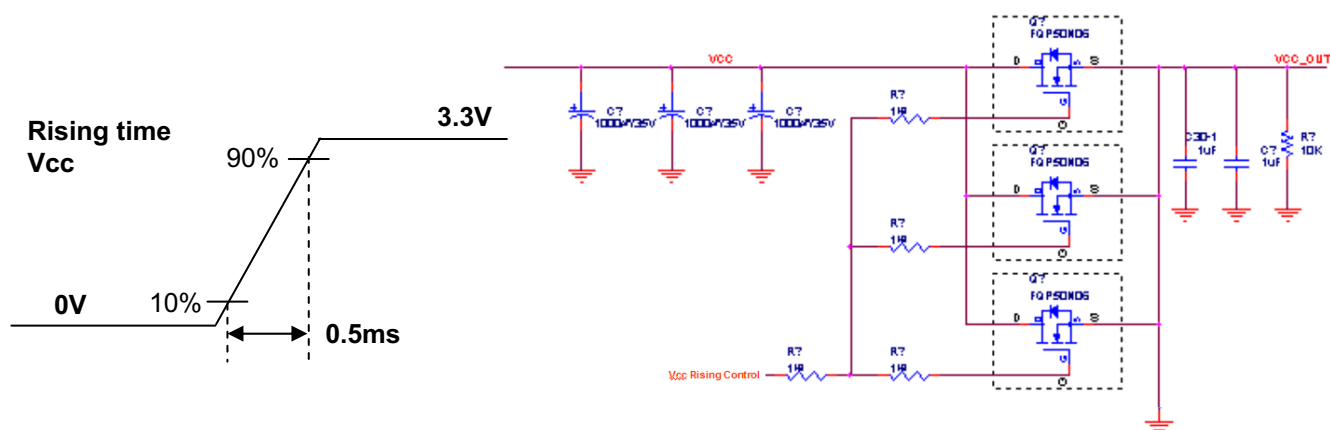 Rising time
Vcc
0V
10%
90%
3.3V
0.5ms
VCC
C?
1000uF/35V
C?
1000uF/35V
C?
1000uF/35V
Q?
FQP50N06
D
S
G
R?
1K
VCC_OUT
C30-1
1uF
C?
1uF
R?
10K
Q?
FQP50N06
D
S
G
R?
1K
Q?
FQP50N06
D
S
G
R?
1K
R?
1K
Vcc Rising Control